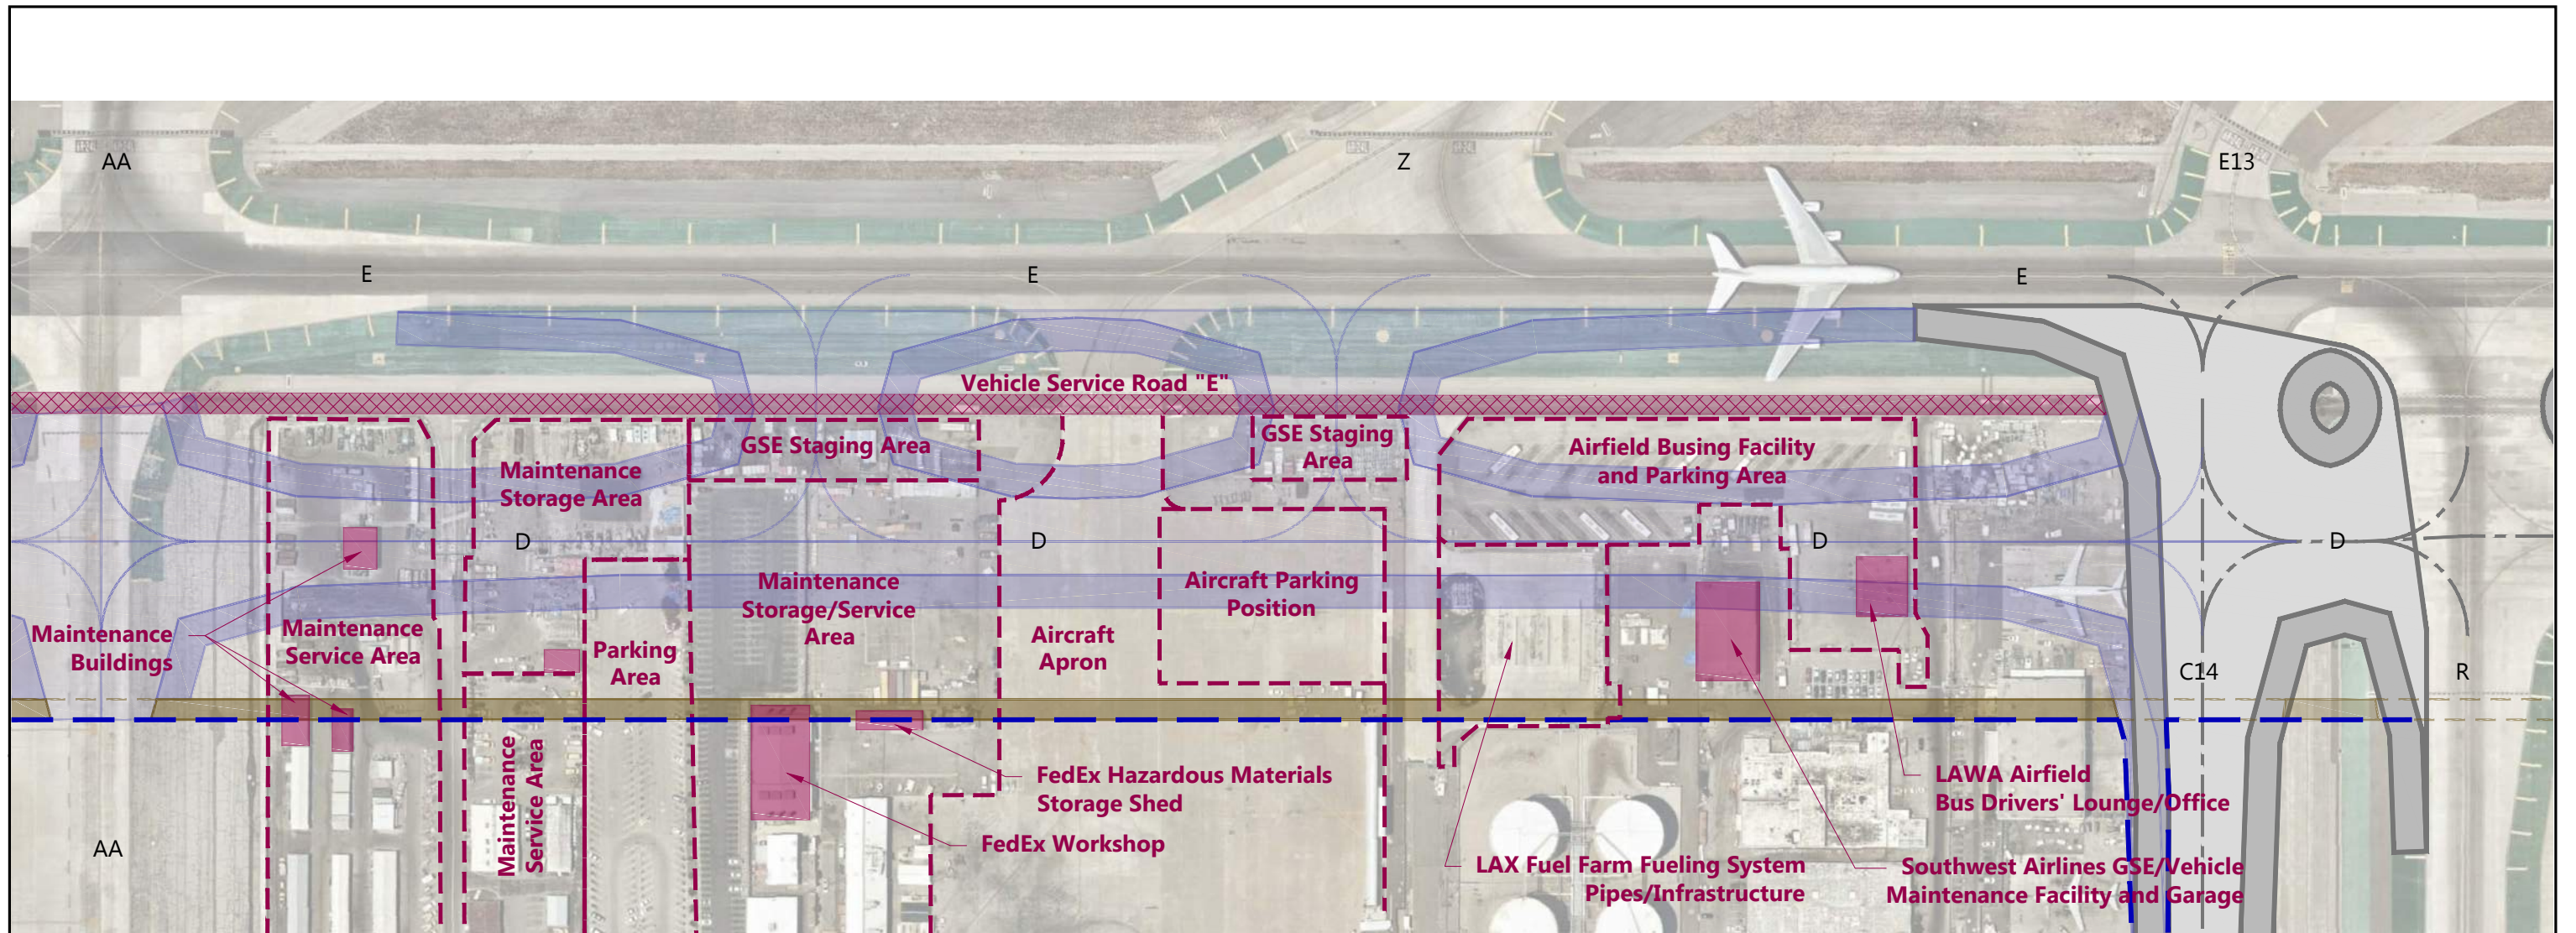 AA
Z
E13
E
E
E
Vehicle Service Road "E"
GSE Staging Area
GSE Staging
Area
Airfield Busing Facility
and Parking Area
Maintenance
Storage Area
D
D
D
D
Maintenance
Storage/Service
Area
Aircraft Parking
Position
Maintenance
Buildings
Maintenance
Service Area
Parking
Area
Aircraft
Apron
C14
R
Maintenance
Service Area
FedEx Hazardous Materials
Storage Shed
FedEx Workshop
LAWA Airfield
Bus Drivers' Lounge/Office
AA
LAX Fuel Farm Fueling System
Pipes/Infrastructure
Southwest Airlines GSE/Vehicle
Maintenance Facility and Garage